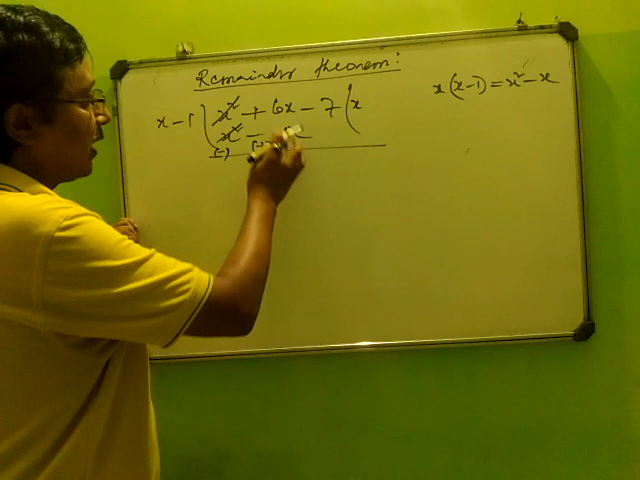 Remainder theorem:
x(x-1) = x² - x
x-1) x² + 6x - 7 (x
x² -
(-)